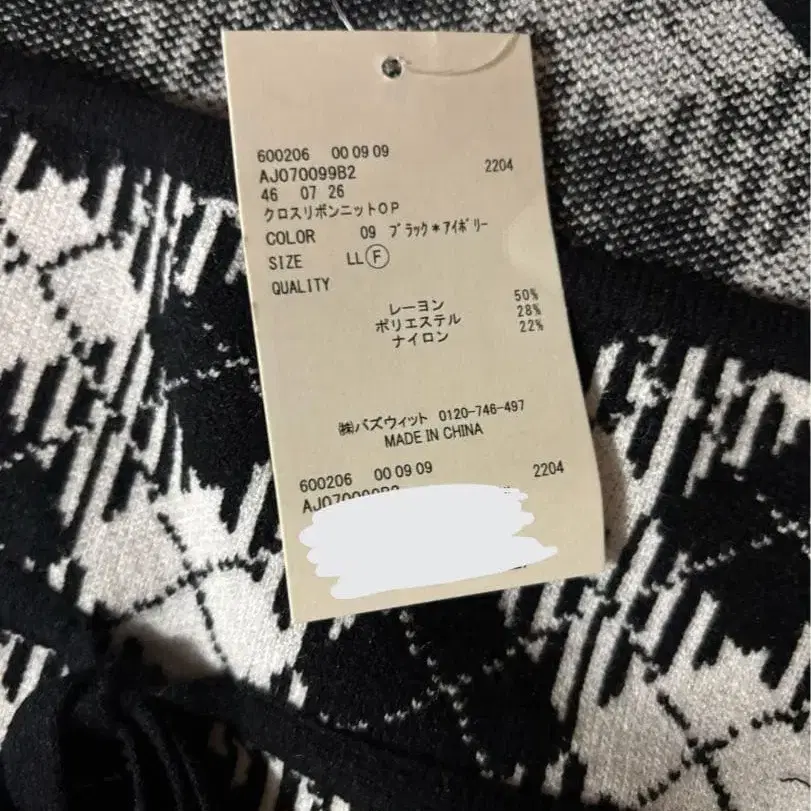 600206 00 09 09
AJ070099B2 2204
46 07 26
クロスリボンニットOP
COLOR 09 ブラック*アイボリー
SIZE LL F
QUALITY
レーヨン 50%
ポリエステル 28%
ナイロン 22%
㈱バズウィット 0120-746-497
MADE IN CHINA
600206 00 09 09
AJ070099B2 2204